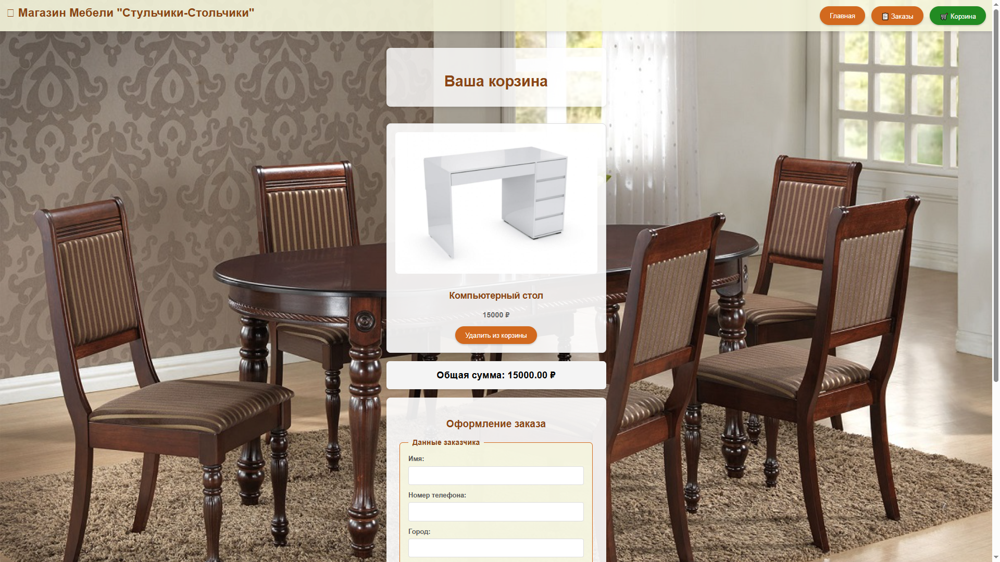 Магазин Мебели "Стульчики-Стольчики"
Главная
📋 Заказы
🛒 Корзина
Ваша корзина
Компьютерный стол
15000 ₽
Удалить из корзины
Общая сумма: 15000.00 ₽
Оформление заказа
Данные заказчика
Имя:
Номер телефона:
Город: